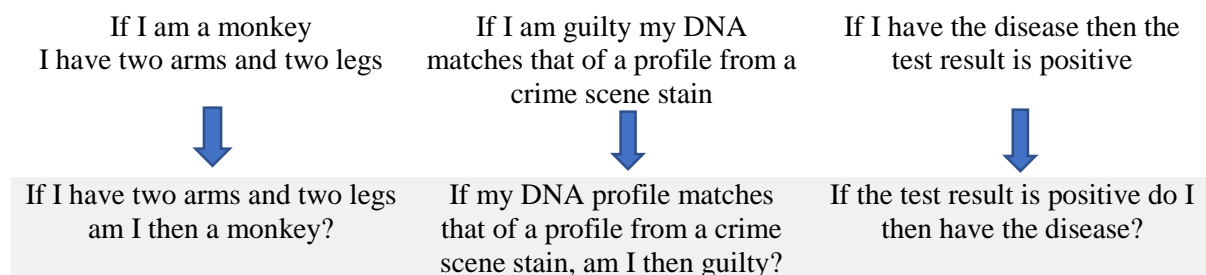 If I am a monkey
I have two arms and two legs
If I am guilty my DNA
matches that of a profile from a
crime scene stain
If I have the disease then the
test result is positive
If I have two arms and two legs
am I then a monkey?
If my DNA profile matches
that of a profile from a crime
scene stain, am I then guilty?
If the test result is positive do I
then have the disease?